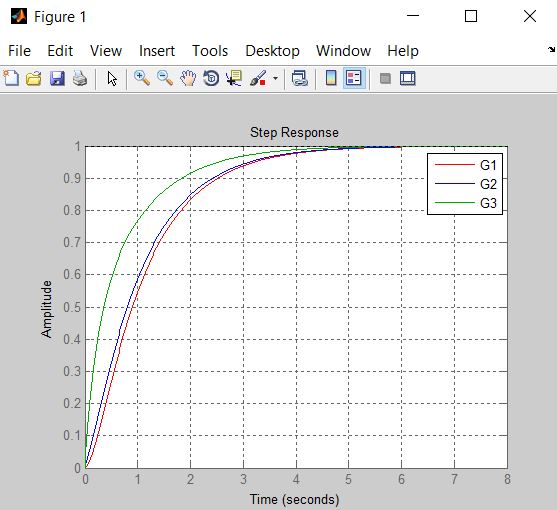 Figure 1
File Edit View Insert Tools Desktop Window Help
Step Response
1
0.9
0.8
0.7
0.6
0.5
0.4
0.3
0.2
0.1
0
Amplitude
G1
G2
G3
0 1 2 3 4 5 6 7 8
Time (seconds)